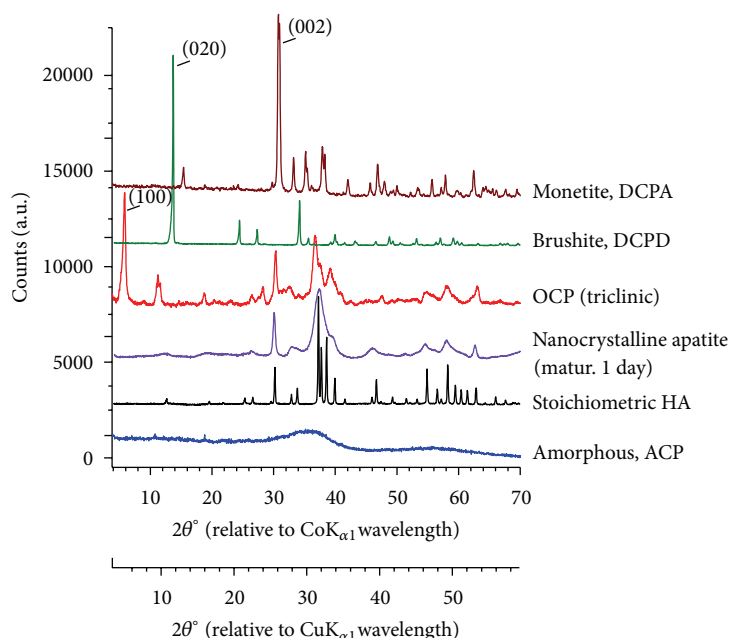 (002)
(020)
20000
15000
(100)
Monetite, DCPA
Brushite, DCPD
Counts (a.u.)
10000
OCP (triclinic)
Nanocrystalline apatite
(matur. 1 day)
5000
Stoichiometric HA
Amorphous, ACP
0
10 20 30 40 50 60 70
2θ° (relative to CoKα1 wavelength)
10 20 30 40 50
2θ° (relative to CuKα1 wavelength)